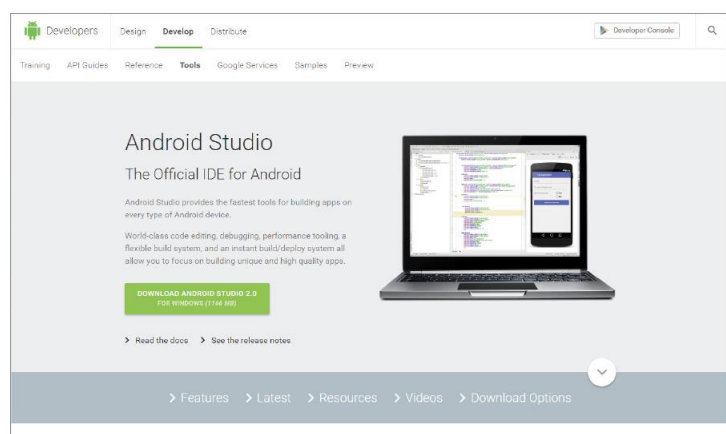 Developers Design Develop Distribute Developer Console
Training API Guides Reference Tools Google Services Samples Preview
Android Studio
The Official IDE for Android
Android Studio provides the fastest tools for building apps on
every type of Android device.
World-class code editing, debugging, performance tooling, a
flexible build system, and an instant build/deploy system all
allow you to focus on building unique and high quality apps.
DOWNLOAD ANDROID STUDIO 2.0
FOR WINDOWS (1166 MB)
Read the docs See the release notes
Features Latest Resources Videos Download Options